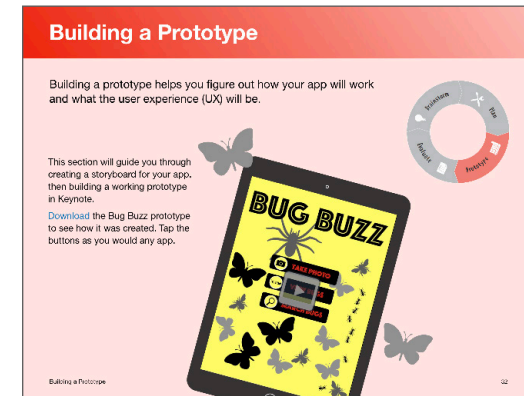 Building a Prototype
Building a prototype helps you figure out how your app will work
and what the user experience (UX) will be.
Brainstorm
Plan
Prototype
Evaluate
This section will guide you through
creating a storyboard for your app,
then building a working prototype
in Keynote.
Download the Bug Buzz prototype
to see how it was created. Tap the
buttons as you would any app.
BUG BUZZ
TAKE PHOTO
BUGS
BUGS
Building a Prototype
32